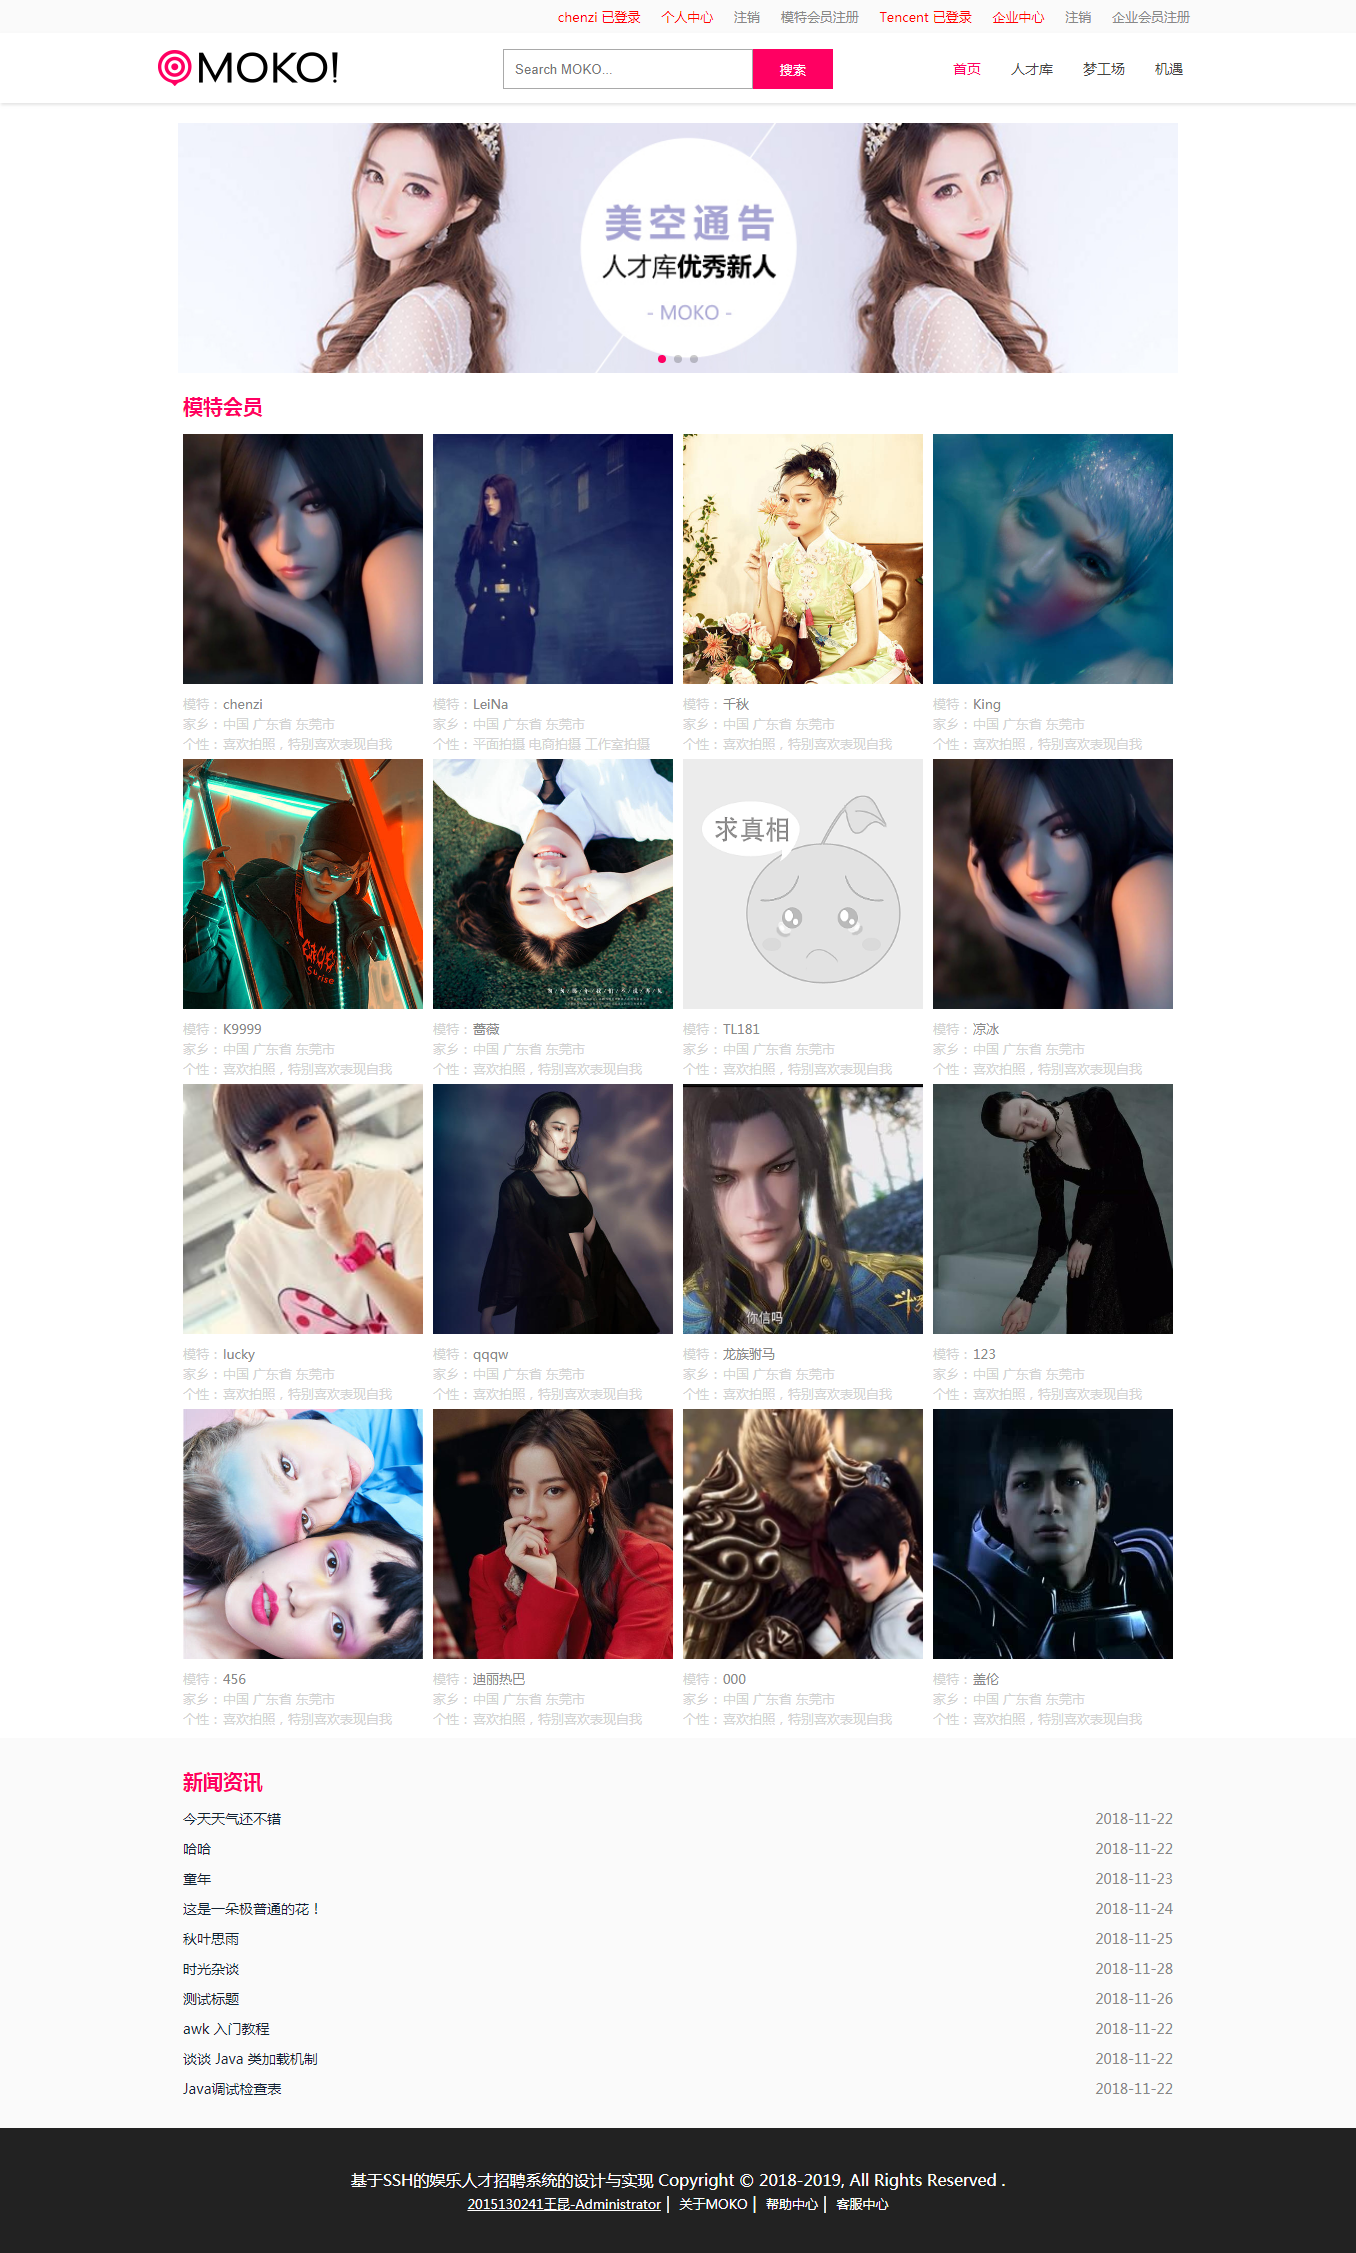 chenzi 已登录 个人中心 注销 模特会员注册 Tencent 已登录 企业中心 注销 企业会员注册
MOKO! Search MOKO... 搜索 首页 人才库 梦工场 机遇
美空通告
人才库优秀新人
- MOKO -
模特会员
模特：chenzi
家乡：中国 广东省 东莞市
个性：喜欢拍照，特别喜欢表现自我
模特：LeiNa
家乡：中国 广东省 东莞市
个性：平面拍摄 电商拍摄 工作室拍摄
模特：千秋
家乡：中国 广东省 东莞市
个性：喜欢拍照，特别喜欢表现自我
模特：King
家乡：中国 广东省 东莞市
个性：喜欢拍照，特别喜欢表现自我
求真相
模特：K9999
家乡：中国 广东省 东莞市
个性：喜欢拍照，特别喜欢表现自我
模特：蔷薇
家乡：中国 广东省 东莞市
个性：喜欢拍照，特别喜欢表现自我
模特：TL181
家乡：中国 广东省 东莞市
个性：喜欢拍照，特别喜欢表现自我
模特：凉冰
家乡：中国 广东省 东莞市
个性：喜欢拍照，特别喜欢表现自我
你信吗
模特：lucky
家乡：中国 广东省 东莞市
个性：喜欢拍照，特别喜欢表现自我
模特：qqqw
家乡：中国 广东省 东莞市
个性：喜欢拍照，特别喜欢表现自我
模特：龙族驸马
家乡：中国 广东省 东莞市
个性：喜欢拍照，特别喜欢表现自我
模特：123
家乡：中国 广东省 东莞市
个性：喜欢拍照，特别喜欢表现自我
模特：456
家乡：中国 广东省 东莞市
个性：喜欢拍照，特别喜欢表现自我
模特：迪丽热巴
家乡：中国 广东省 东莞市
个性：喜欢拍照，特别喜欢表现自我
模特：000
家乡：中国 广东省 东莞市
个性：喜欢拍照，特别喜欢表现自我
模特：盖伦
家乡：中国 广东省 东莞市
个性：喜欢拍照，特别喜欢表现自我
新闻资讯
今天天气还不错 2018-11-22
哈哈 2018-11-22
童年 2018-11-23
这是一朵极普通的花！ 2018-11-24
秋叶思雨 2018-11-25
时光杂谈 2018-11-28
测试标题 2018-11-26
awk 入门教程 2018-11-22
谈谈 Java 类加载机制 2018-11-22
Java调试检查表 2018-11-22
基于SSH的娱乐人才招聘系统的设计与实现 Copyright © 2018-2019, All Rights Reserved .
2015130241王昆-Administrator | 关于MOKO | 帮助中心 | 客服中心